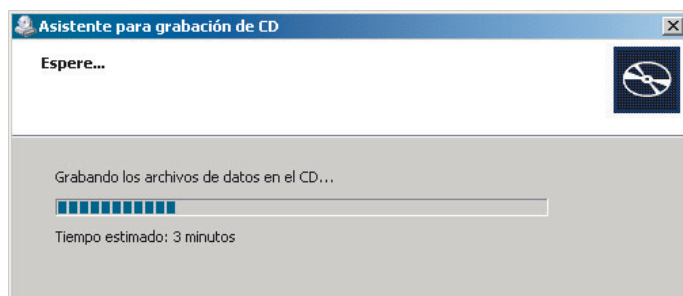 Asistente para grabación de CD
Espere...
Grabando los archivos de datos en el CD...
Tiempo estimado: 3 minutos